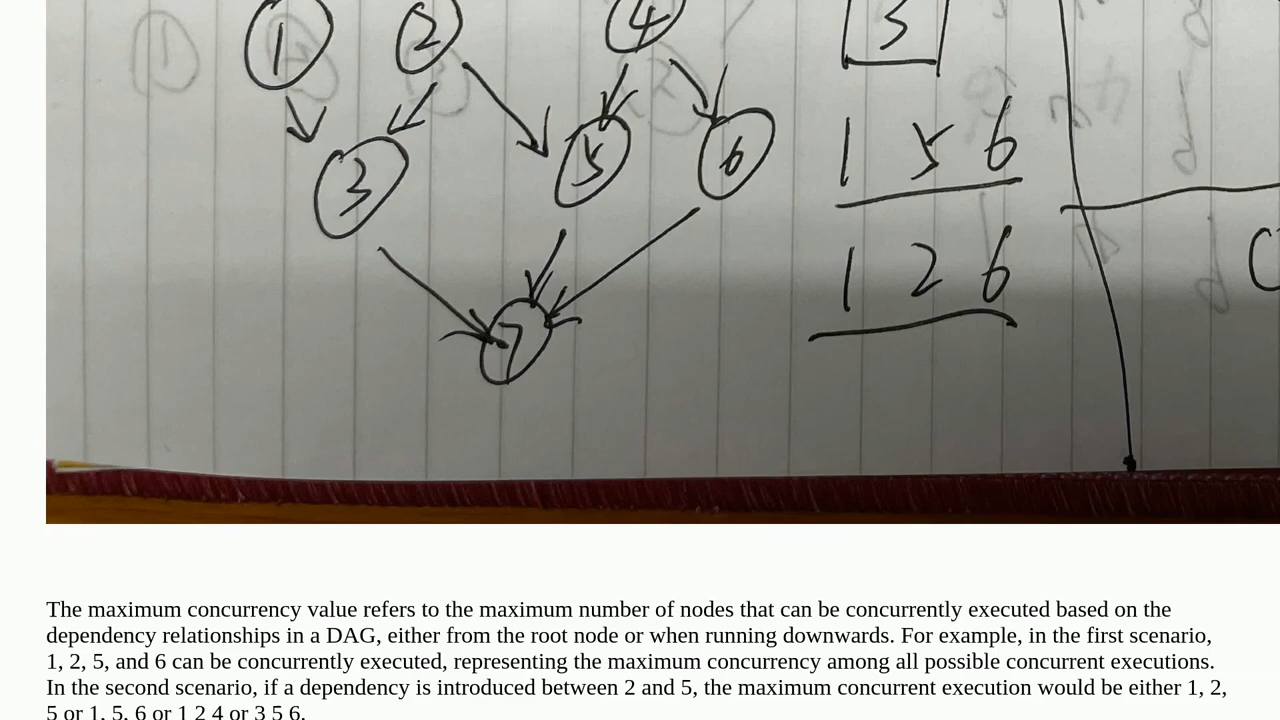 1 2 4 3
3 5 6 1 5 6
1 2 6
7
The maximum concurrency value refers to the maximum number of nodes that can be concurrently executed based on the
dependency relationships in a DAG, either from the root node or when running downwards. For example, in the first scenario,
1, 2, 5, and 6 can be concurrently executed, representing the maximum concurrency among all possible concurrent executions.
In the second scenario, if a dependency is introduced between 2 and 5, the maximum concurrent execution would be either 1, 2,
5 or 1, 5, 6 or 1 2 4 or 3 5 6.